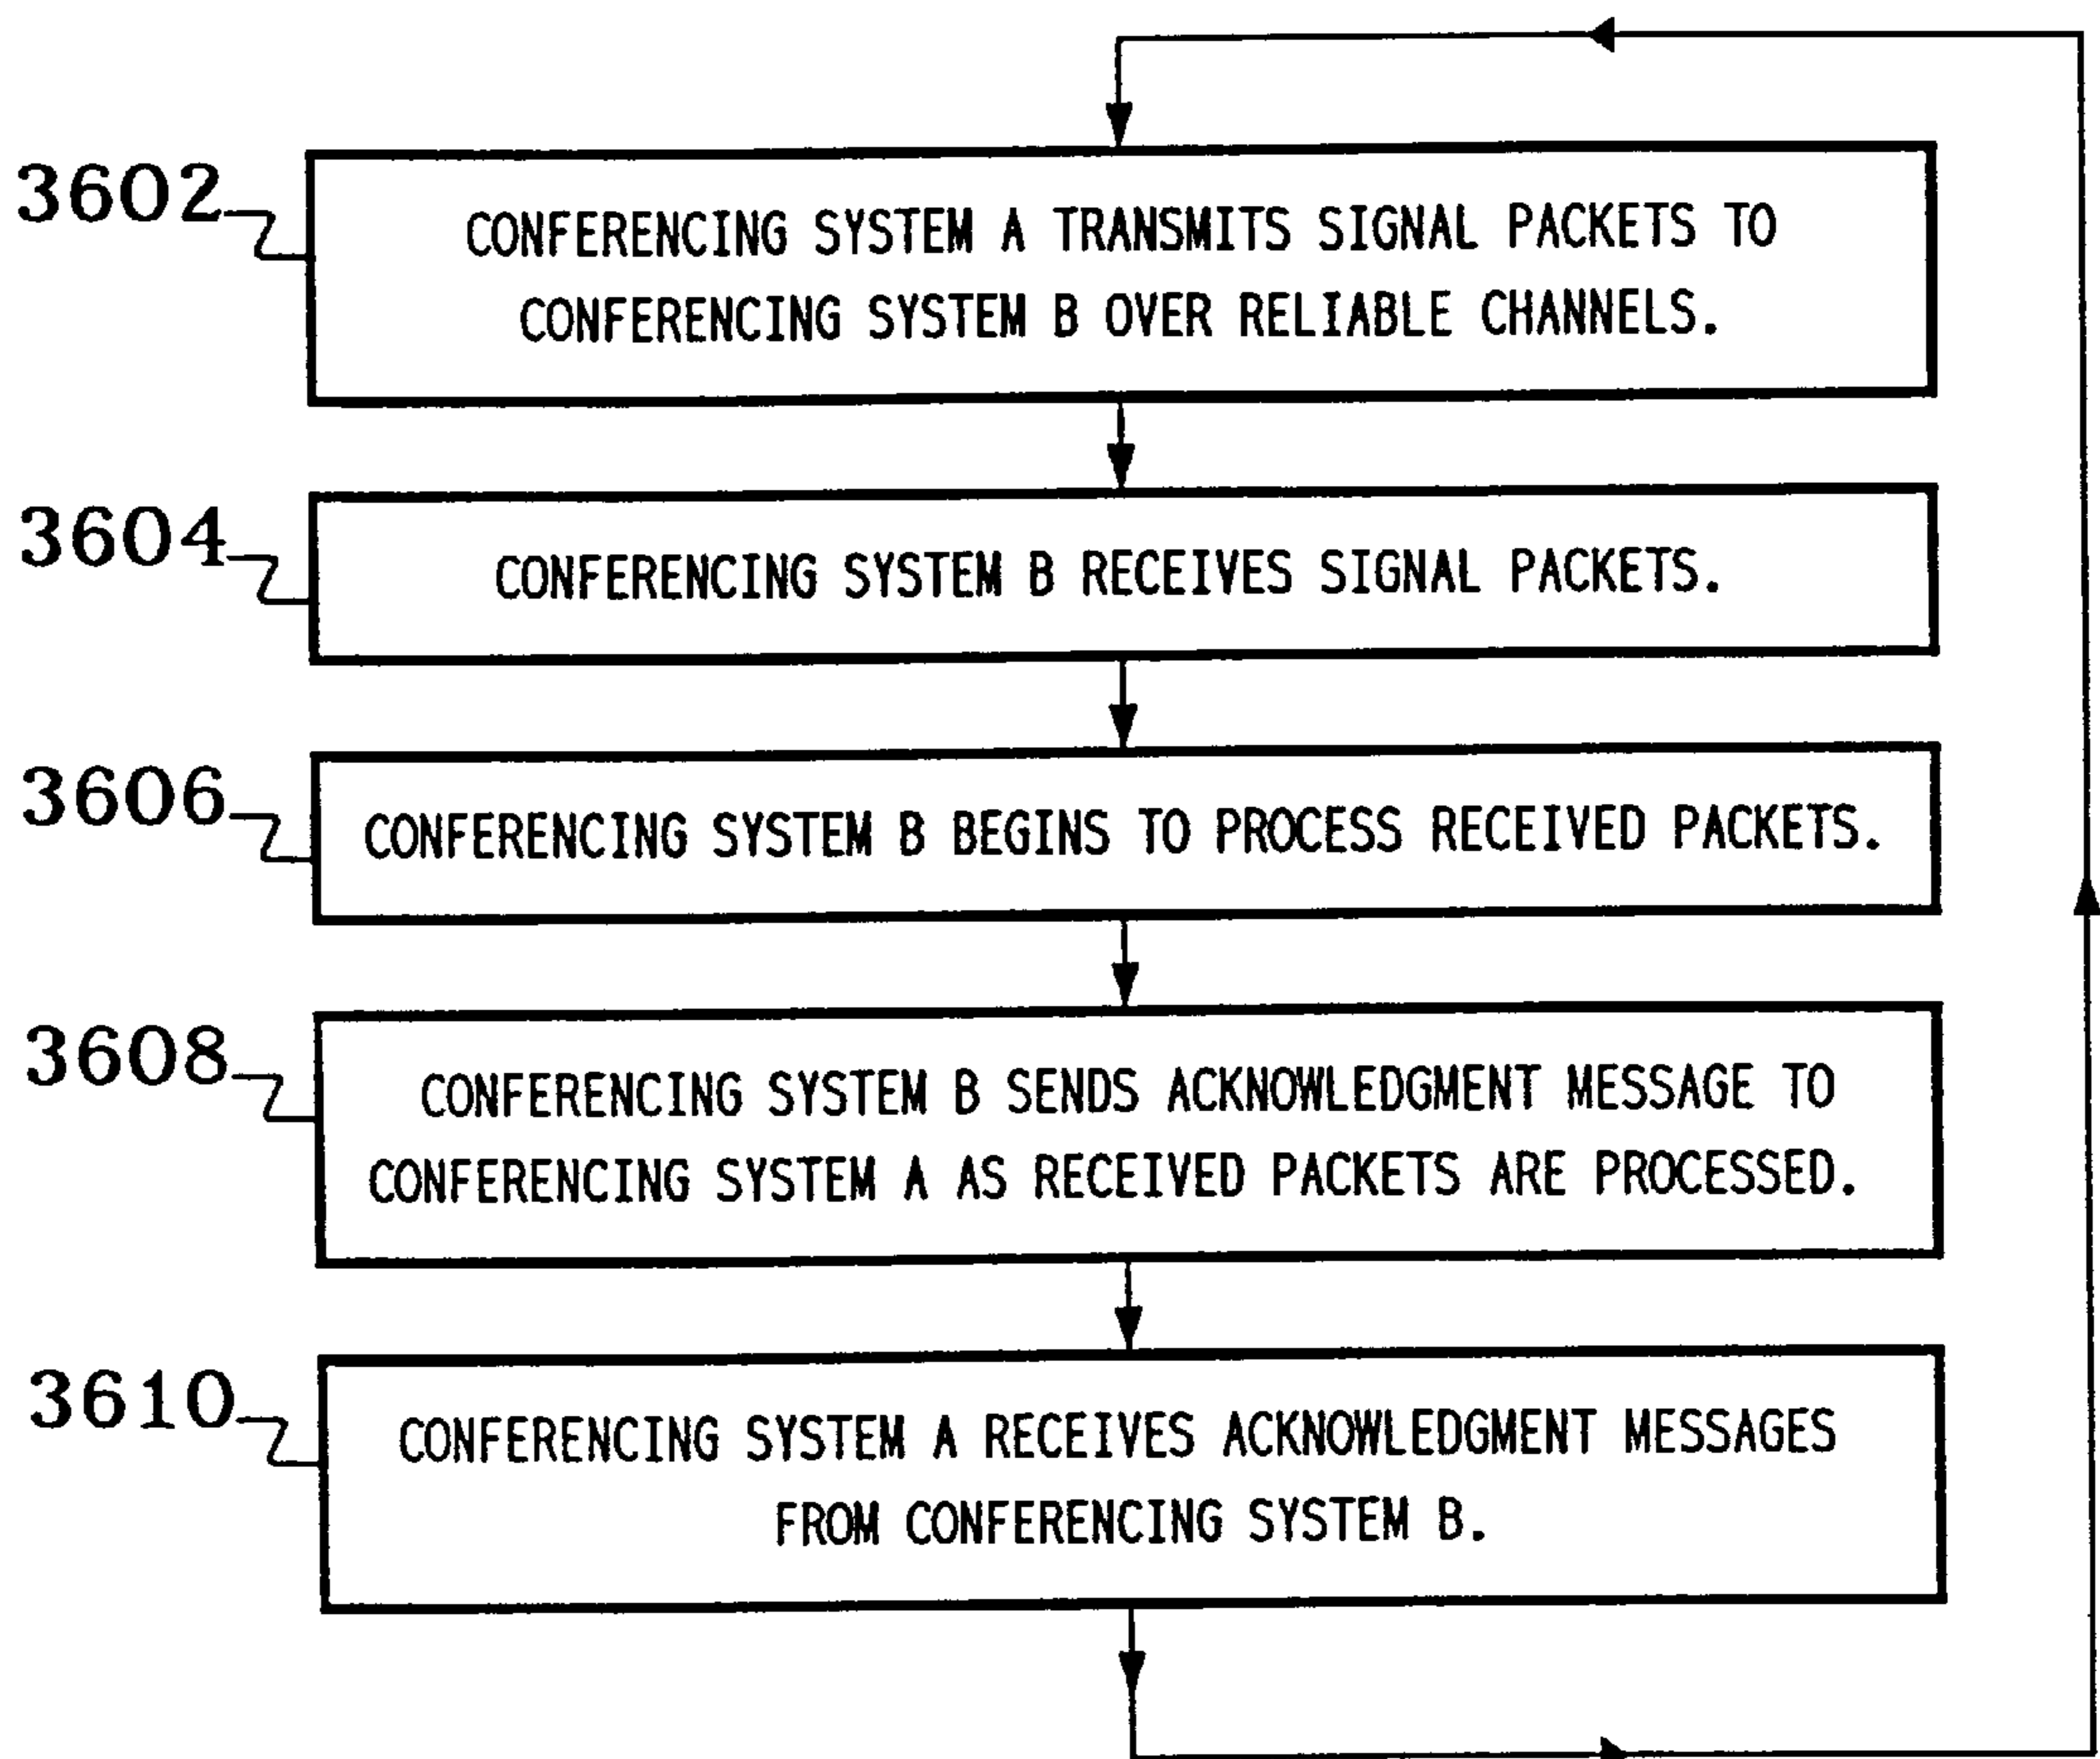 3602
CONFERENCING SYSTEM A TRANSMITS SIGNAL PACKETS TO
CONFERENCING SYSTEM B OVER RELIABLE CHANNELS.
3604
CONFERENCING SYSTEM B RECEIVES SIGNAL PACKETS.
3606
CONFERENCING SYSTEM B BEGINS TO PROCESS RECEIVED PACKETS.
3608
CONFERENCING SYSTEM B SENDS ACKNOWLEDGMENT MESSAGE TO
CONFERENCING SYSTEM A AS RECEIVED PACKETS ARE PROCESSED.
3610
CONFERENCING SYSTEM A RECEIVES ACKNOWLEDGMENT MESSAGES
FROM CONFERENCING SYSTEM B.